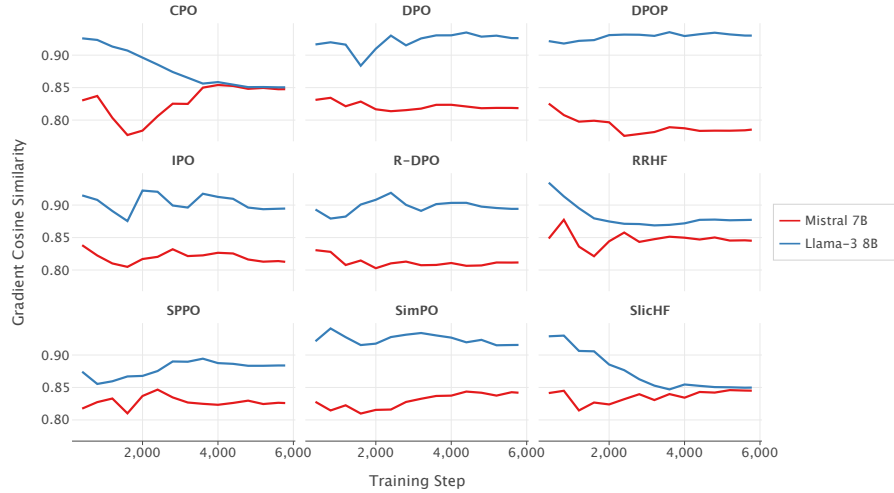 CPO DPO DPOP
0.90
0.85
0.80
IPO R-DPO RRHF
0.90
0.85
0.80
SPPO SimPO SlicHF
0.90
0.85
0.80
2,000 4,000 6,000 2,000 4,000 6,000 2,000 4,000 6,000
Training Step
Gradient Cosine Similarity
Mistral 7B
Llama-3 8B